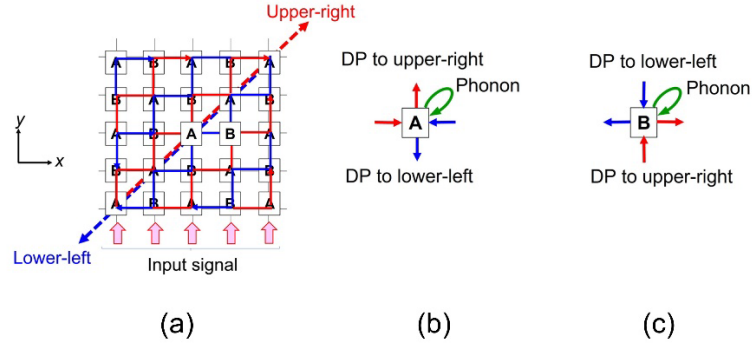 Upper-right
A B A B A
B A B A B
A B A B A
B A B A B
A B A B A
y
x
Lower-left
Input signal
(a)
DP to upper-right
Phonon
A
DP to lower-left
(b)
DP to lower-left
Phonon
B
DP to upper-right
(c)